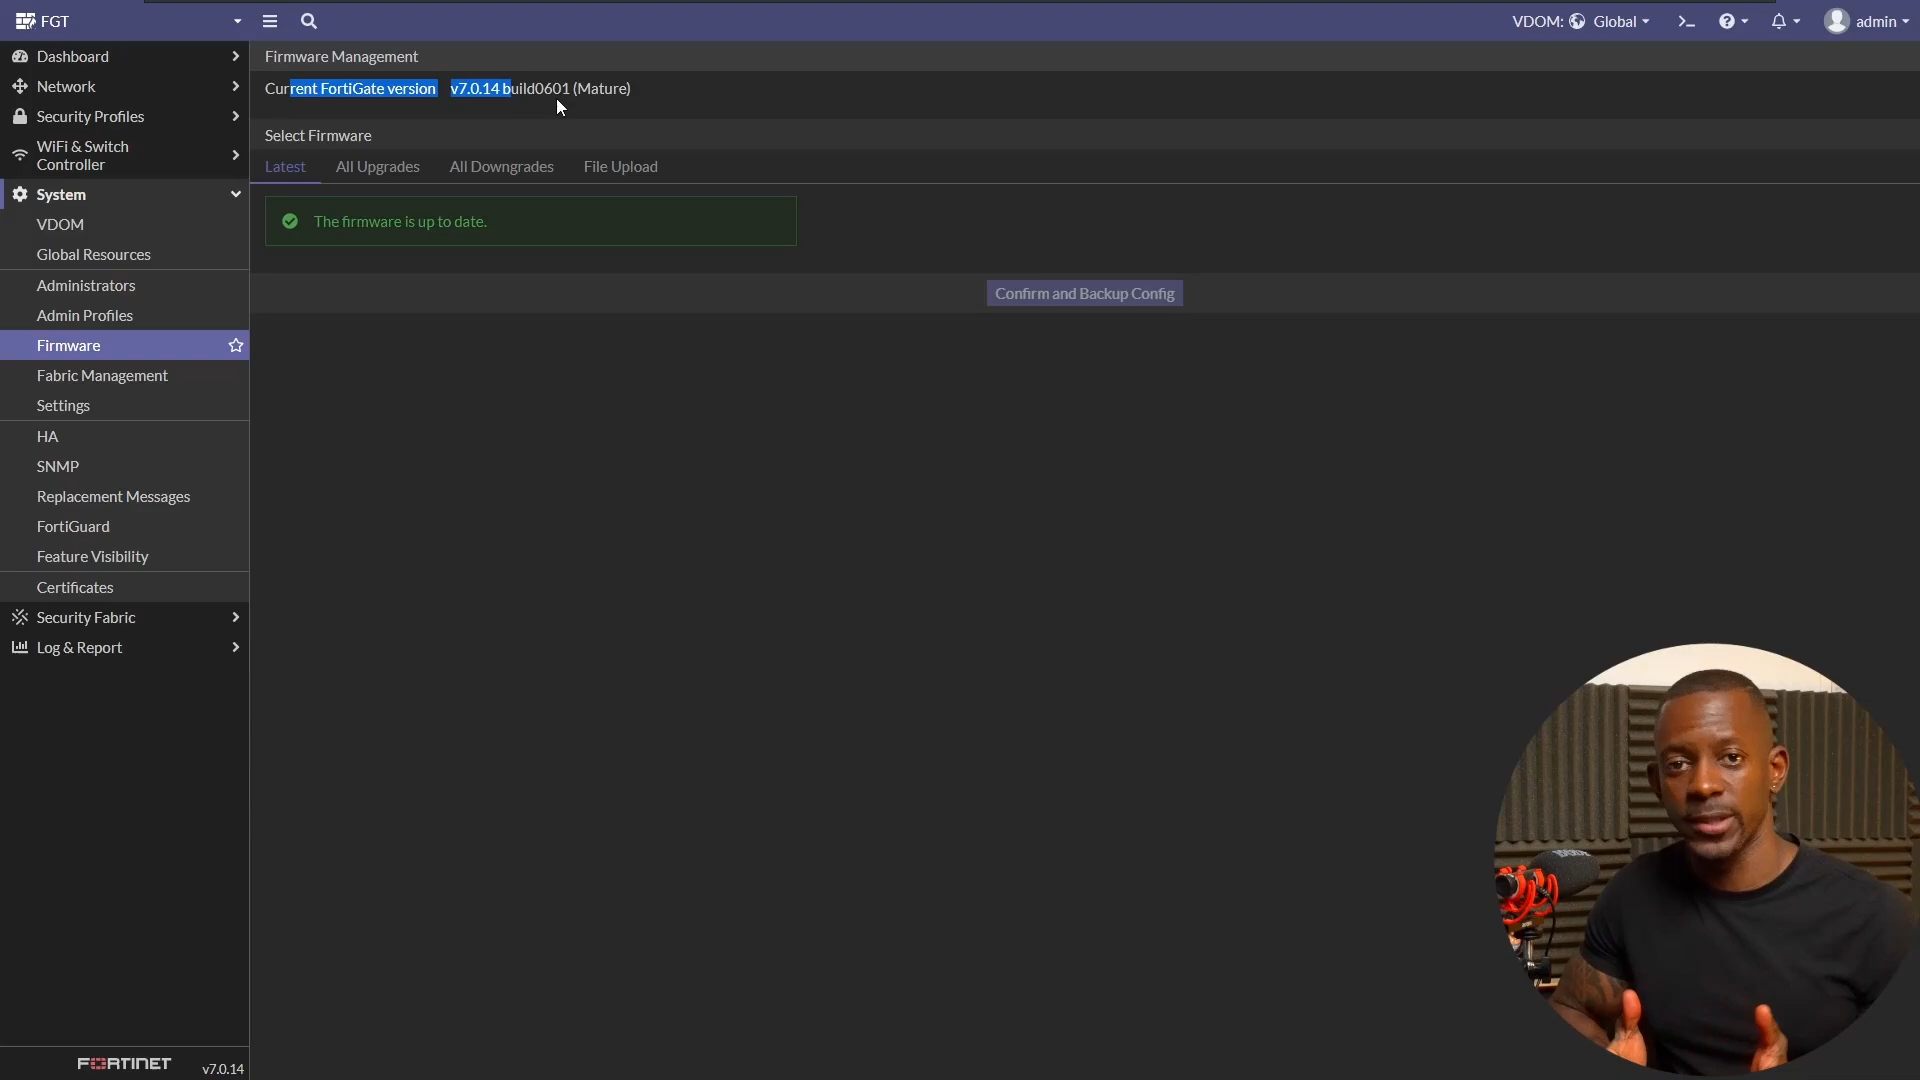 FGT
VDOM: Global
admin
Dashboard
Network
Security Profiles
WiFi & Switch
Controller
System
VDOM
Global Resources
Administrators
Admin Profiles
Firmware
Fabric Management
Settings
HA
SNMP
Replacement Messages
FortiGuard
Feature Visibility
Certificates
Security Fabric
Log & Report
FORTINET
v7.0.14
Firmware Management
Current FortiGate version v7.0.14 build0601 (Mature)
Select Firmware
Latest All Upgrades All Downgrades File Upload
The firmware is up to date.
Confirm and Backup Config